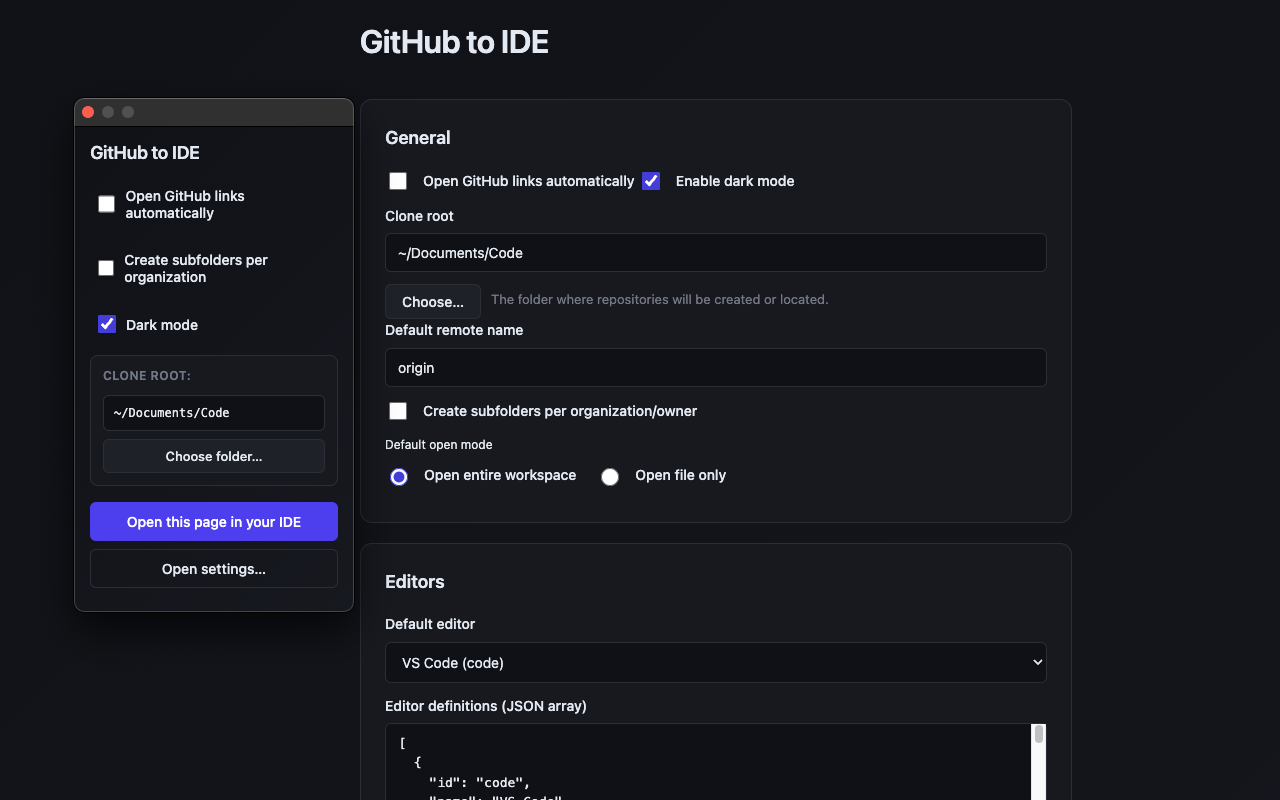 GitHub to IDE
GitHub to IDE
Open GitHub links
automatically
Create subfolders per
organization
Dark mode
CLONE ROOT:
~/Documents/Code
Choose folder...
Open this page in your IDE
Open settings...
General
Open GitHub links automatically Enable dark mode
Clone root
~/Documents/Code
Choose... The folder where repositories will be created or located.
Default remote name
origin
Create subfolders per organization/owner
Default open mode
Open entire workspace Open file only
Editors
Default editor
VS Code (code)
Editor definitions (JSON array)
[
{
"id": "code",
"name": "VS Code"